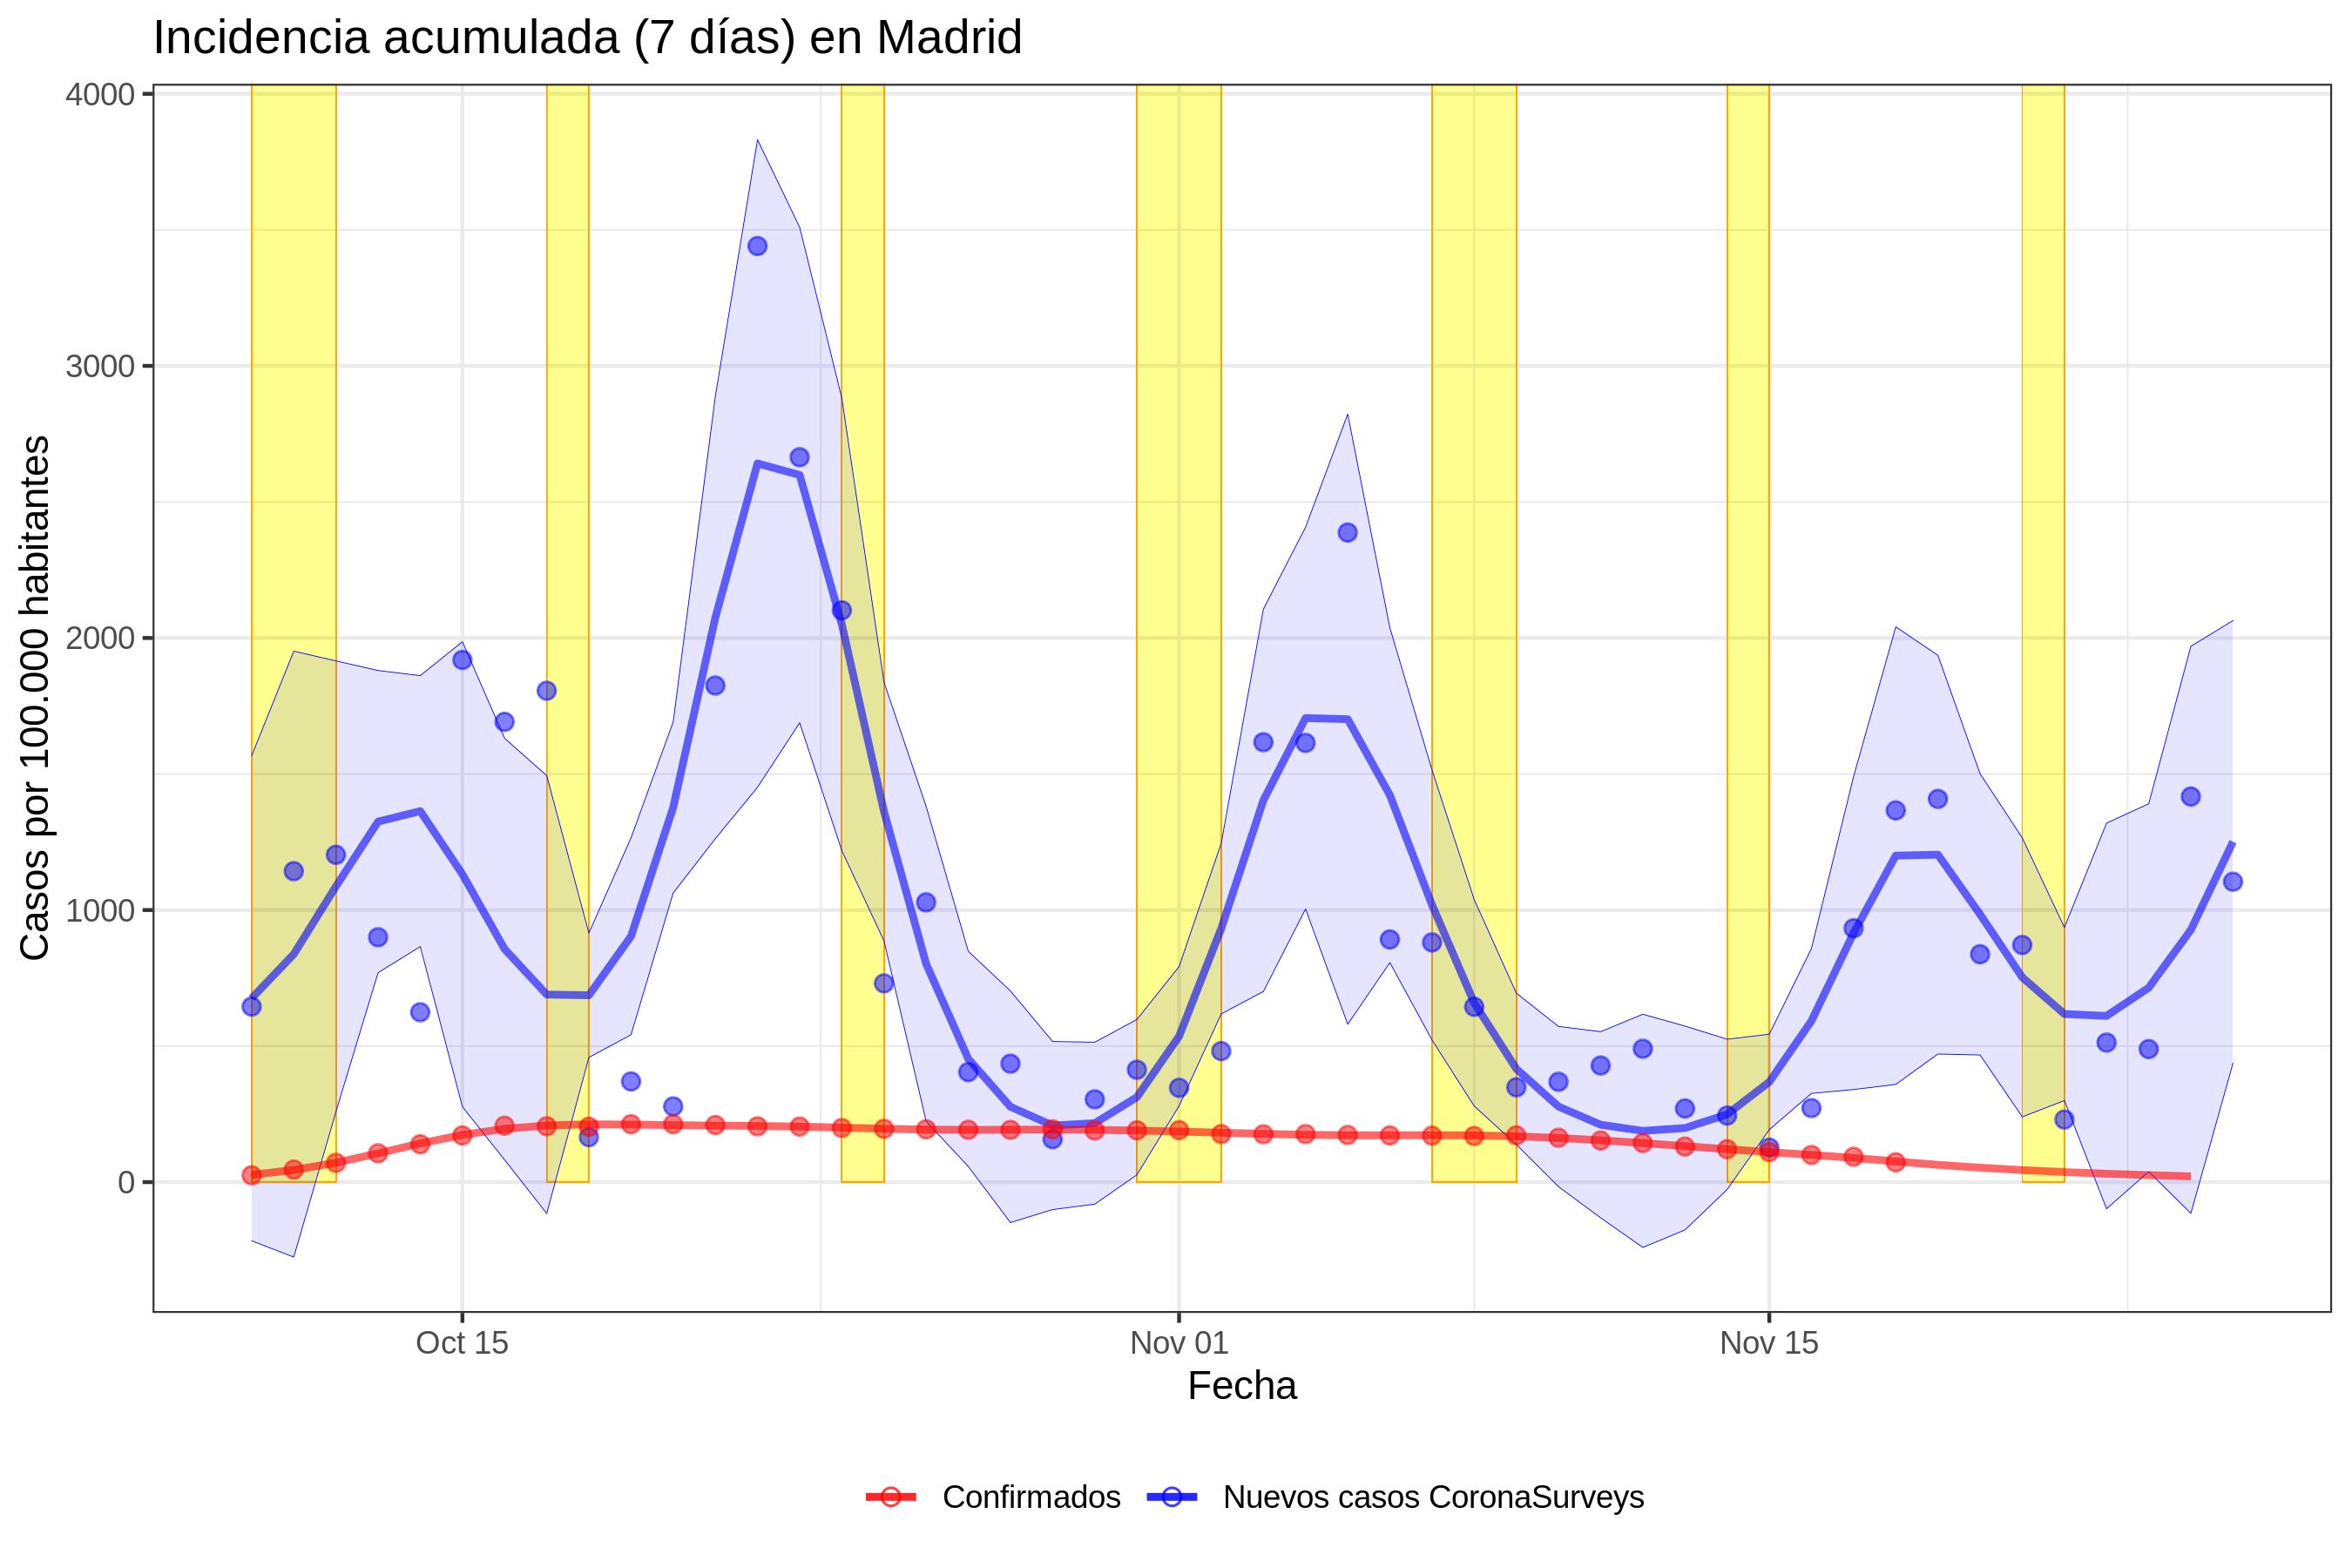 Incidencia acumulada (7 días) en Madrid
Casos por 100.000 habitantes
4000
3000
2000
1000
0
Oct 15
Nov 01
Nov 15
Fecha
Confirmados
Nuevos casos CoronaSurveys